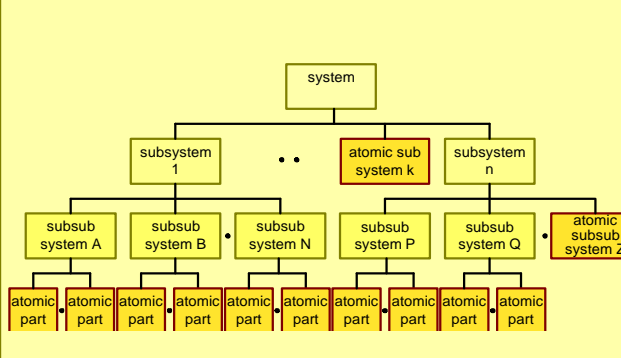 system
subsystem
1
atomic sub
system k
subsystem
n
subsub
system A
subsub
system B
subsub
system N
subsub
system P
subsub
system Q
atomic
subsub
system Z
atomic
part
atomic
part
atomic
part
atomic
part
atomic
part
atomic
part
atomic
part
atomic
part
atomic
part
atomic
part